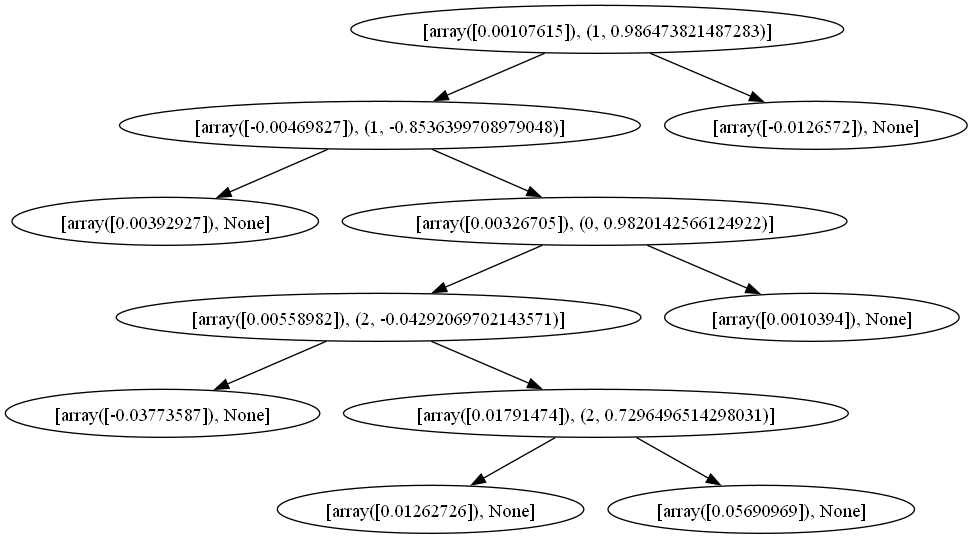 [array([0.00107615]), (1, 0.986473821487283)]
[array([-0.00469827]), (1, -0.8536399708979048)]
[array([-0.0126572]), None]
[array([0.00392927]), None]
[array([0.00326705]), (0, 0.9820142566124922)]
[array([0.00558982]), (2, -0.04292069702143571)]
[array([0.0010394]), None]
[array([-0.03773587]), None]
[array([0.01791474]), (2, 0.7296496514298031)]
[array([0.01262726]), None]
[array([0.05690969]), None]